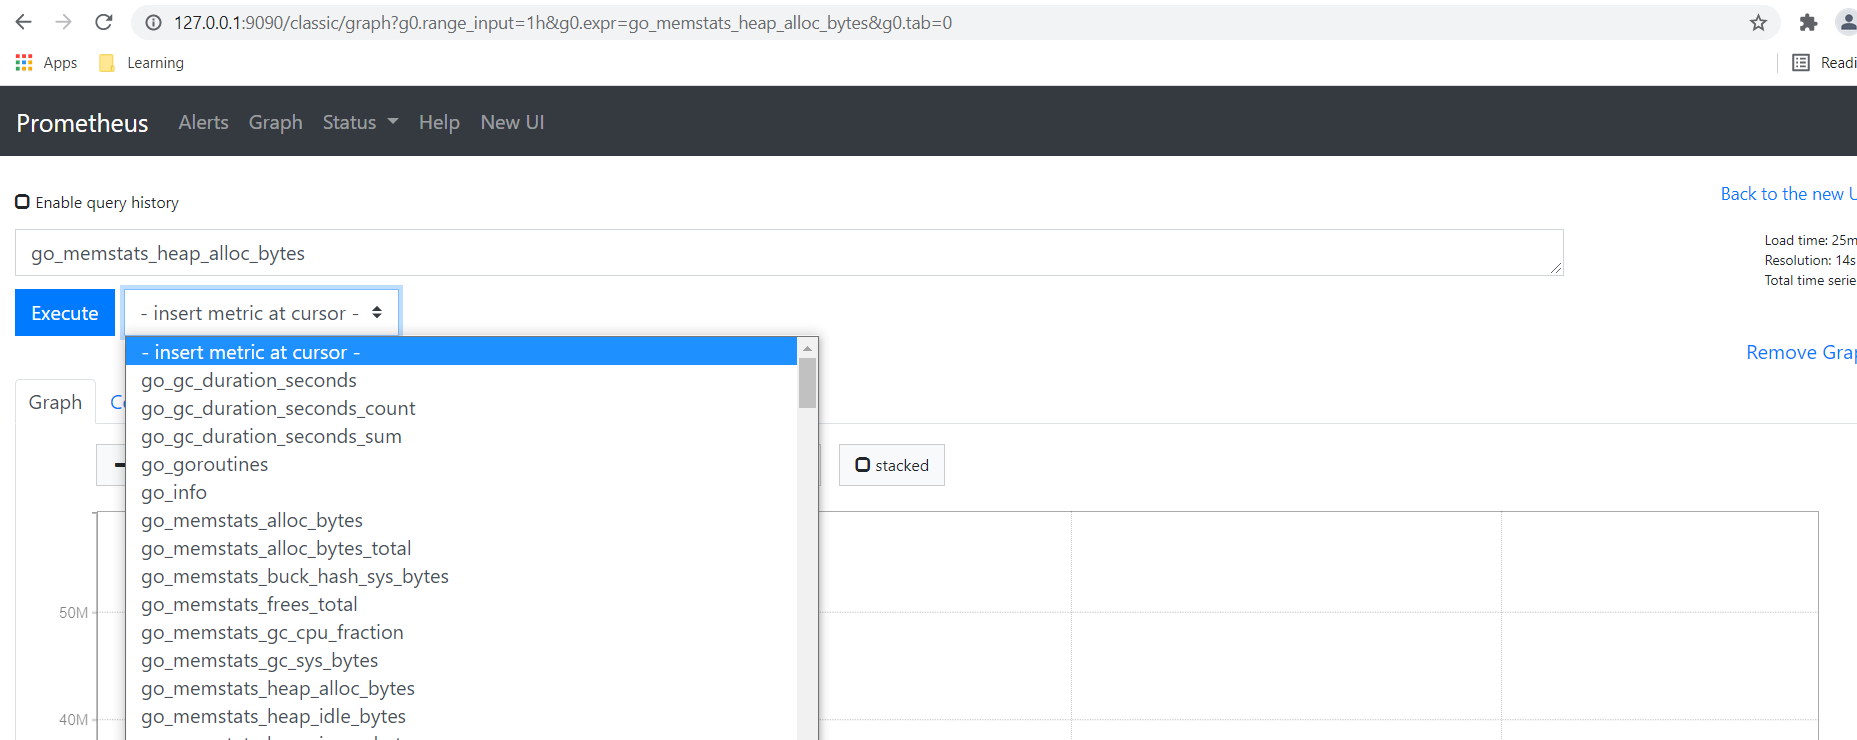 127.0.0.1:9090/classic/graph?g0.range_input=1h&g0.expr=go_memstats_heap_alloc_bytes&g0.tab=0
Apps Learning Readi
Prometheus Alerts Graph Status Help New UI
Enable query history
Back to the new U
go_memstats_heap_alloc_bytes
Load time: 25m
Resolution: 14s
Total time serie
Execute - insert metric at cursor -
- insert metric at cursor -
Remove Grap
go_gc_duration_seconds
Graph
go_gc_duration_seconds_count
go_gc_duration_seconds_sum
go_goroutines
stacked
go_info
go_memstats_alloc_bytes
go_memstats_alloc_bytes_total
go_memstats_buck_hash_sys_bytes
go_memstats_frees_total
50M
go_memstats_gc_cpu_fraction
go_memstats_gc_sys_bytes
go_memstats_heap_alloc_bytes
go_memstats_heap_idle_bytes
40M